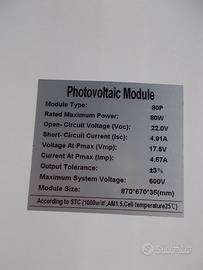 Photovoltaic Module
Module Type: 80P
Rated Maximum Power: 80W
Open- Circuit Voltage (Voc): 22.0V
Short- Circuit Current (Isc): 4.91A
Voltage At Pmax (Vmp): 17.5V
Current At Pmax (Imp) 4.57A
Output Tolerance: ±3%
Maximum System Voltage: 600V
Module Size: 870*670*35(mm)
According to STC (1000w/㎡,AM1.5,Cell temperature25℃)
subito